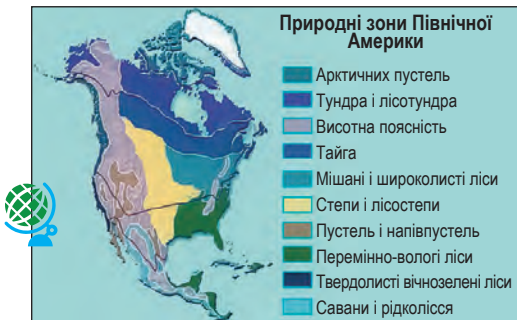 Природні зони Північної
Америки
Арктичних пустель
Тундра і лісотундра
Висотна поясність
Тайга
Мішані і широколисті ліси
Степи і лісостепи
Пустель і напівпустель
Перемінно-вологі ліси
Твердолисті вічнозелені ліси
Савани і рідколісся